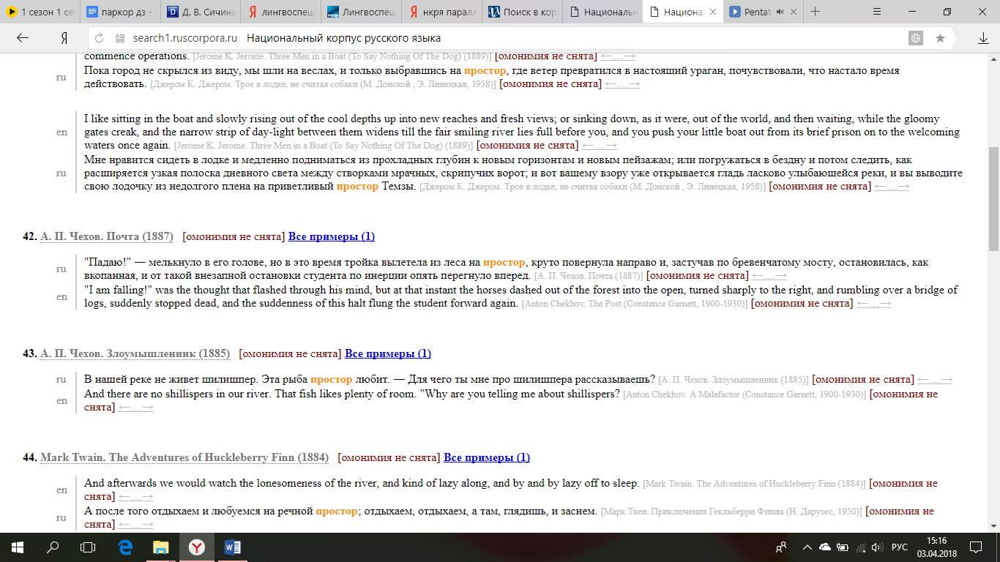 1 сезон 1 сер
паркор дз -
Д. В. Сичина
лингвоспеци
Лингвоспец
нкря паралл
Поиск в кор
Национальн
Национал
Pentat
search1.ruscorpora.ru Национальный корпус русского языка
commence operations. [Jerome K. Jerome. Three Men in a Boat (To Say Nothing Of The Dog) (1889)] [омонимия не снята] ←…→
ru Пока город не скрылся из виду, мы шли на веслах, и только выбравшись на простор, где ветер превратился в настоящий ураган, почувствовали, что настало время
действовать. [Джером К. Джером. Трое в лодке, не считая собаки (М. Донской , Э. Линецкая, 1958)] [омонимия не снята] ←…→
I like sitting in the boat and slowly rising out of the cool depths up into new reaches and fresh views; or sinking down, as it were, out of the world, and then waiting, while the gloomy
en gates creak, and the narrow strip of day-light between them widens till the fair smiling river lies full before you, and you push your little boat out from its brief prison on to the welcoming
waters once again. [Jerome K. Jerome. Three Men in a Boat (To Say Nothing Of The Dog) (1889)] [омонимия не снята] ←…→
Мне нравится сидеть в лодке и медленно подниматься из прохладных глубин к новым горизонтам и новым пейзажам; или погружаться в бездну и потом следить, как
ru расширяется узкая полоска дневного света между створками мрачных, скрипучих ворот; и вот вашему взору уже открывается гладь ласково улыбающейся реки, и вы выводите
свою лодочку из недолгого плена на приветливый простор Темзы. [Джером К. Джером. Трое в лодке, не считая собаки (М. Донской , Э. Линецкая, 1958)] [омонимия не снята] ←…→
42. А. П. Чехов. Почта (1887) [омонимия не снята] Все примеры (1)
ru "Падаю!" — мелькнуло в его голове, но в это время тройка вылетела из леса на простор, круто повернула направо и, застучав по бревенчатому мосту, остановилась, как
вкопанная, и от такой внезапной остановки студента по инерции опять перегнуло вперед. [А. П. Чехов. Почта (1887)] [омонимия не снята] ←…→
en "I am falling!" was the thought that flashed through his mind, but at that instant the horses dashed out of the forest into the open, turned sharply to the right, and rumbling over a bridge of
logs, suddenly stopped dead, and the suddenness of this halt flung the student forward again. [Anton Chekhov. The Post (Constance Garnett, 1900-1930)] [омонимия не снята] ←…→
43. А. П. Чехов. Злоумышленник (1885) [омонимия не снята] Все примеры (1)
ru В нашей реке не живет шилишпер. Эта рыба простор любит. — Для чего ты мне про шилишпера рассказываешь? [А. П. Чехов. Злоумышленник (1885)] [омонимия не снята] ←…→
en And there are no shillispers in our river. That fish likes plenty of room. "Why are you telling me about shillispers? [Anton Chekhov. A Malefactor (Constance Garnett, 1900-1930)] [омонимия не
снята] ←…→
44. Mark Twain. The Adventures of Huckleberry Finn (1884) [омонимия не снята] Все примеры (1)
en And afterwards we would watch the lonesomeness of the river, and kind of lazy along, and by and by lazy off to sleep. [Mark Twain. The Adventures of Huckleberry Finn (1884)] [омонимия не
снята] ←…→
ru А после того отдыхаем и любуемся на речной простор; отдыхаем, отдыхаем, а там, глядишь, и заснем. [Марк Твен. Приключения Гекльберри Финна (Н. Дарузес, 1950)] [омонимия не
снята] ←…→
РУС
15:16
03.04.2018